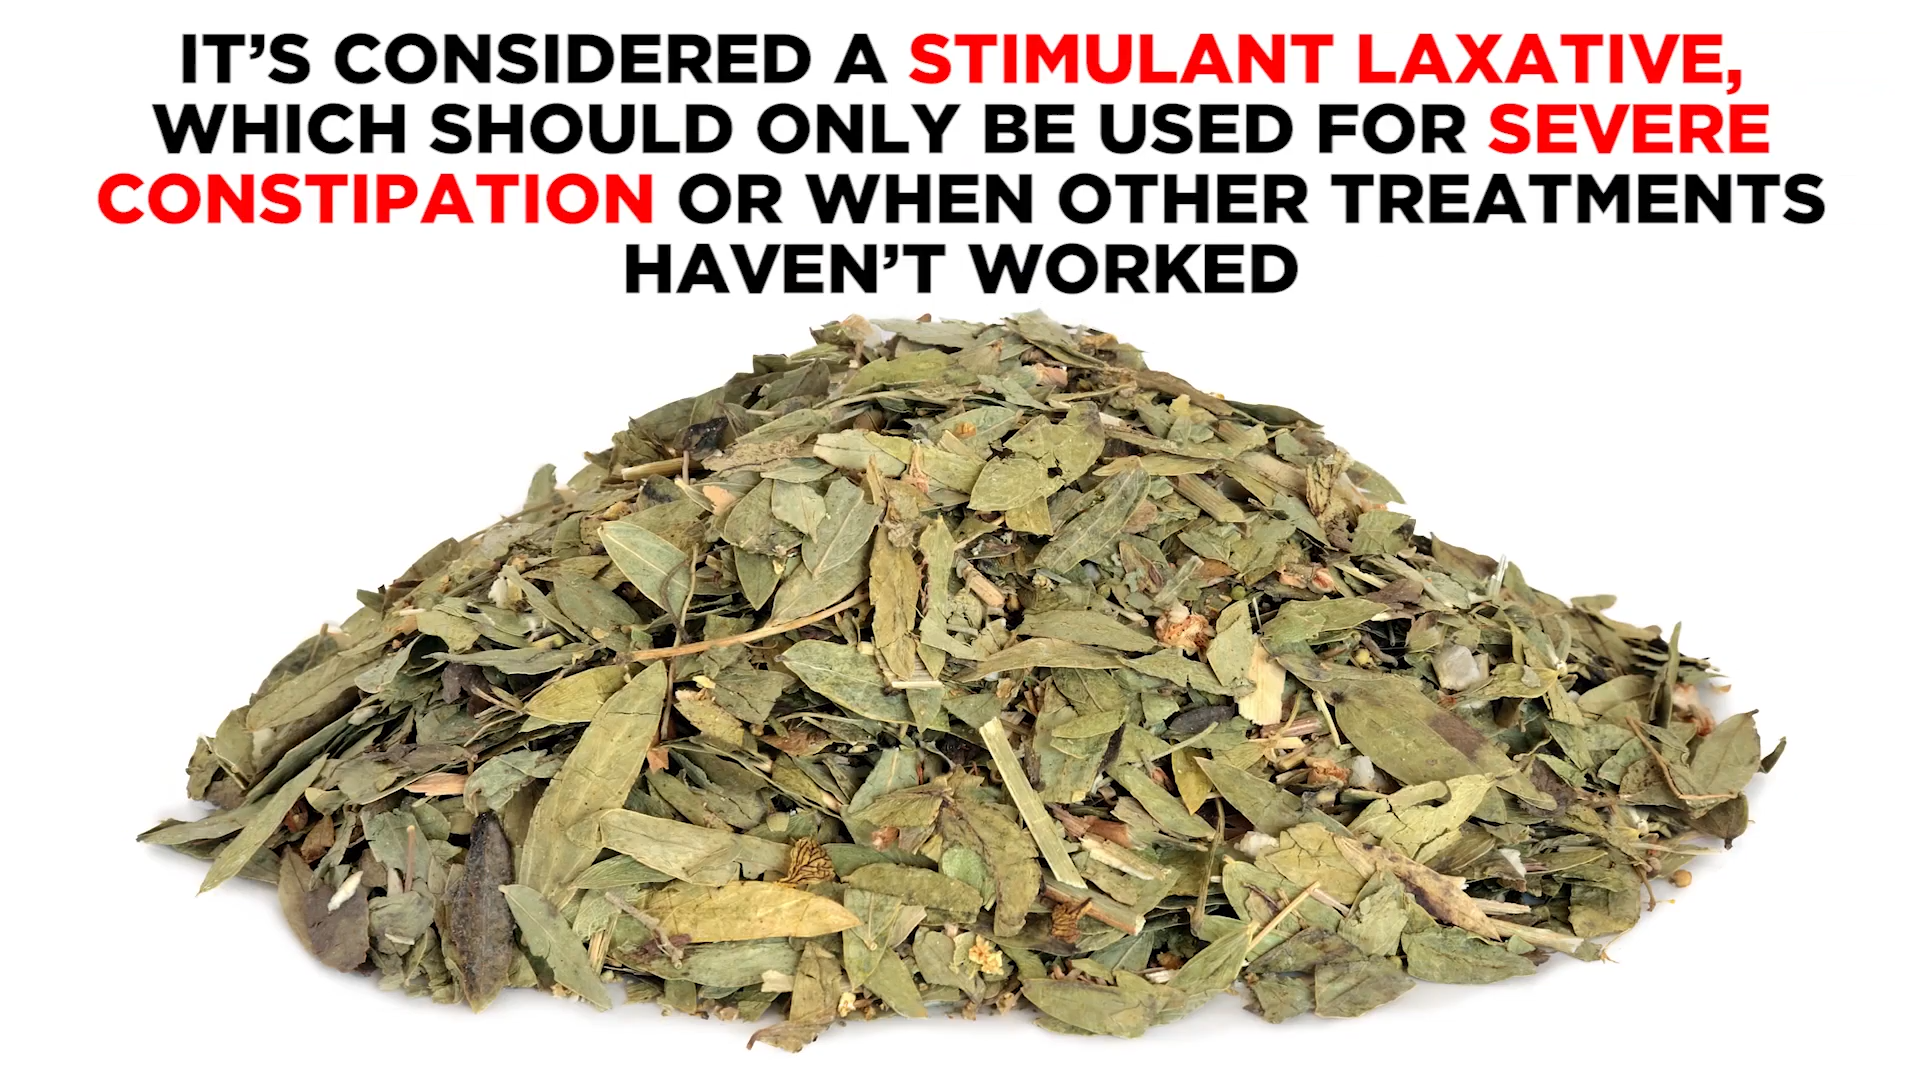 IT’S CONSIDERED A STIMULANT LAXATIVE,
WHICH SHOULD ONLY BE USED FOR SEVERE
CONSTIPATION OR WHEN OTHER TREATMENTS
HAVEN’T WORKED